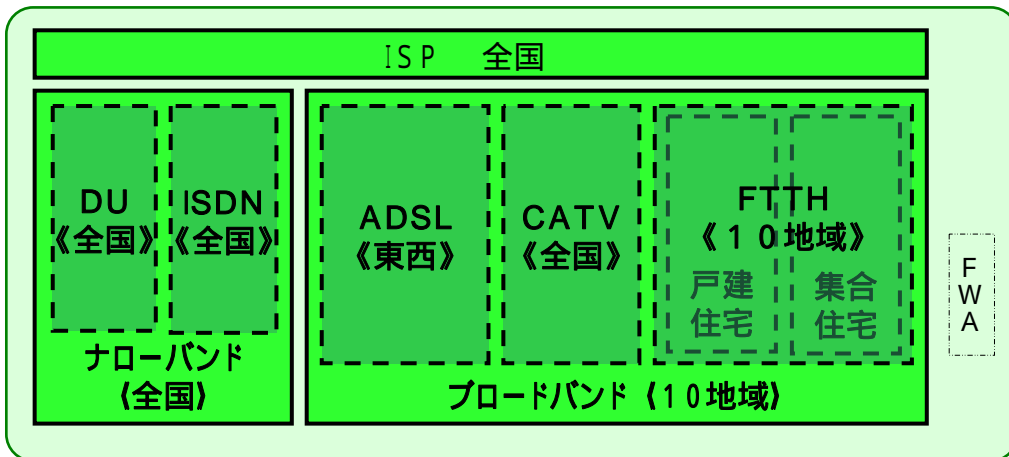 ISP 全国
DU
《全国》
ISDN
《全国》
ナローバンド
《全国》
ADSL
《東西》
CATV
《全国》
FTTH
《10地域》
戸建
住宅
集合
住宅
ブロードバンド《10地域》
F
W
A